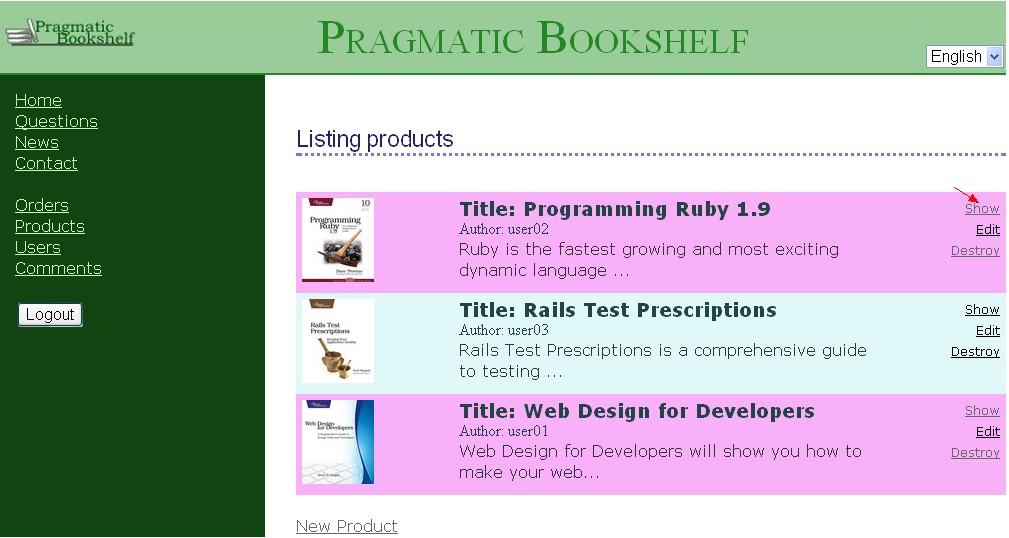 Pragmatic
Bookshelf
PRAGMATIC BOOKSHELF
English
Home
Questions
News
Contact
Orders
Products
Users
Comments
Logout
Listing products
Programming
Ruby
1.9
10
Title: Programming Ruby 1.9
Author: user02
Ruby is the fastest growing and most exciting
dynamic language ...
Show
Edit
Destroy
Rails Test
Prescriptions
Title: Rails Test Prescriptions
Author: user03
Rails Test Prescriptions is a comprehensive guide
to testing ...
Show
Edit
Destroy
Web Design
for Developers
Title: Web Design for Developers
Author: user01
Web Design for Developers will show you how to
make your web...
Show
Edit
Destroy
New Product